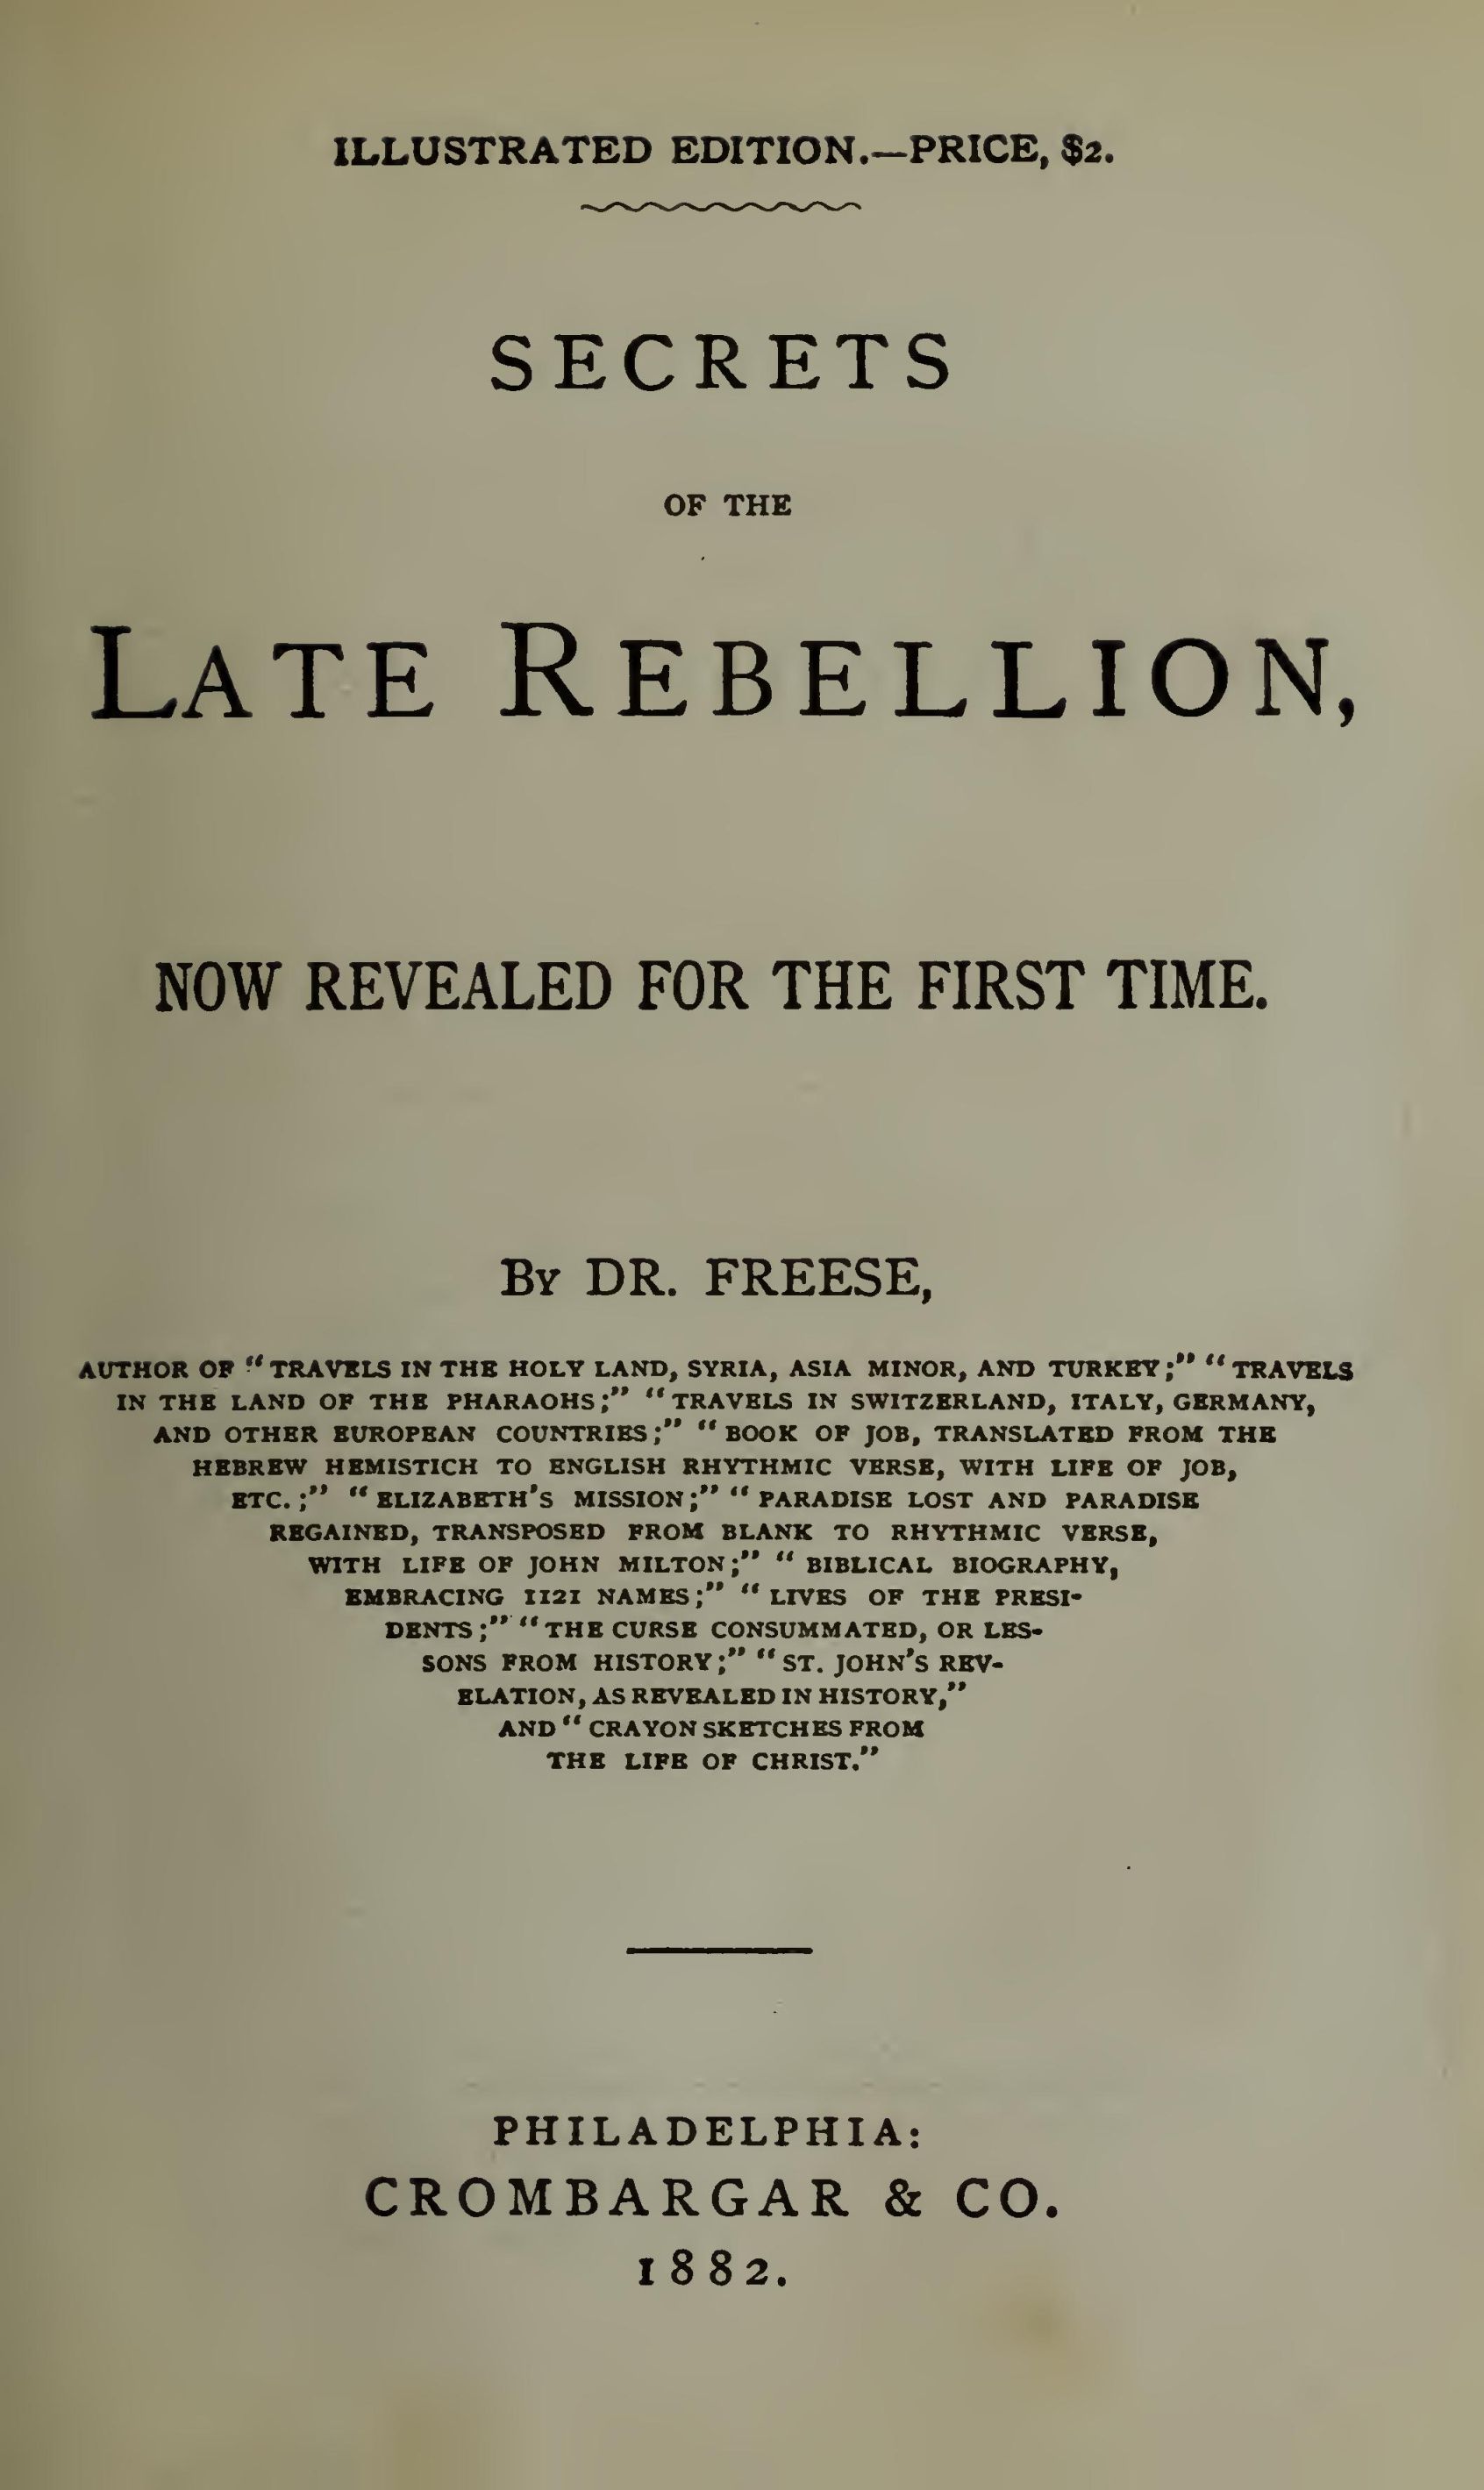 ILLUSTRATED EDITION.—PRICE, $2.
SECRETS
OF THE
LATE REBELLION,
NOW REVEALED FOR THE FIRST TIME.
By DR. FREESE,
AUTHOR OF "TRAVELS IN THE HOLY LAND, SYRIA, ASIA MINOR, AND TURKEY;" "TRAVELS
IN THE LAND OF THE PHARAOHS;" "TRAVELS IN SWITZERLAND, ITALY, GERMANY,
AND OTHER EUROPEAN COUNTRIES;" "BOOK OF JOB, TRANSLATED FROM THE
HEBREW HEMISTICH TO ENGLISH RHYTHMIC VERSE, WITH LIFE OF JOB,
ETC.;" "ELIZABETH'S MISSION;" "PARADISE LOST AND PARADISE
REGAINED, TRANSPOSED FROM BLANK TO RHYTHMIC VERSE,
WITH LIFE OF JOHN MILTON;" "BIBLICAL BIOGRAPHY,
EMBRACING 1121 NAMES;" "LIVES OF THE PRESI-
DENTS;" "THE CURSE CONSUMMATED, OR LES-
SONS FROM HISTORY;" "ST. JOHN'S REV-
ELATION, AS REVEALED IN HISTORY,"
AND "CRAYON SKETCHES FROM
THE LIFE OF CHRIST."
PHILADELPHIA:
CROMBARGAR & CO.
1882.